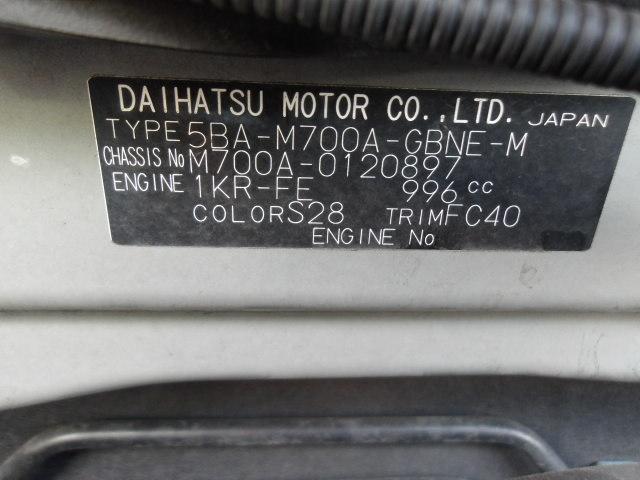 DAIHATSU MOTOR CO.,LTD. JAPAN
TYPE 5BA-M700A-GBNE-M
CHASSIS No M700A-0120897
ENGINE 1KR-FE 996 cc
COLOR S28 TRIM FC40
ENGINE No